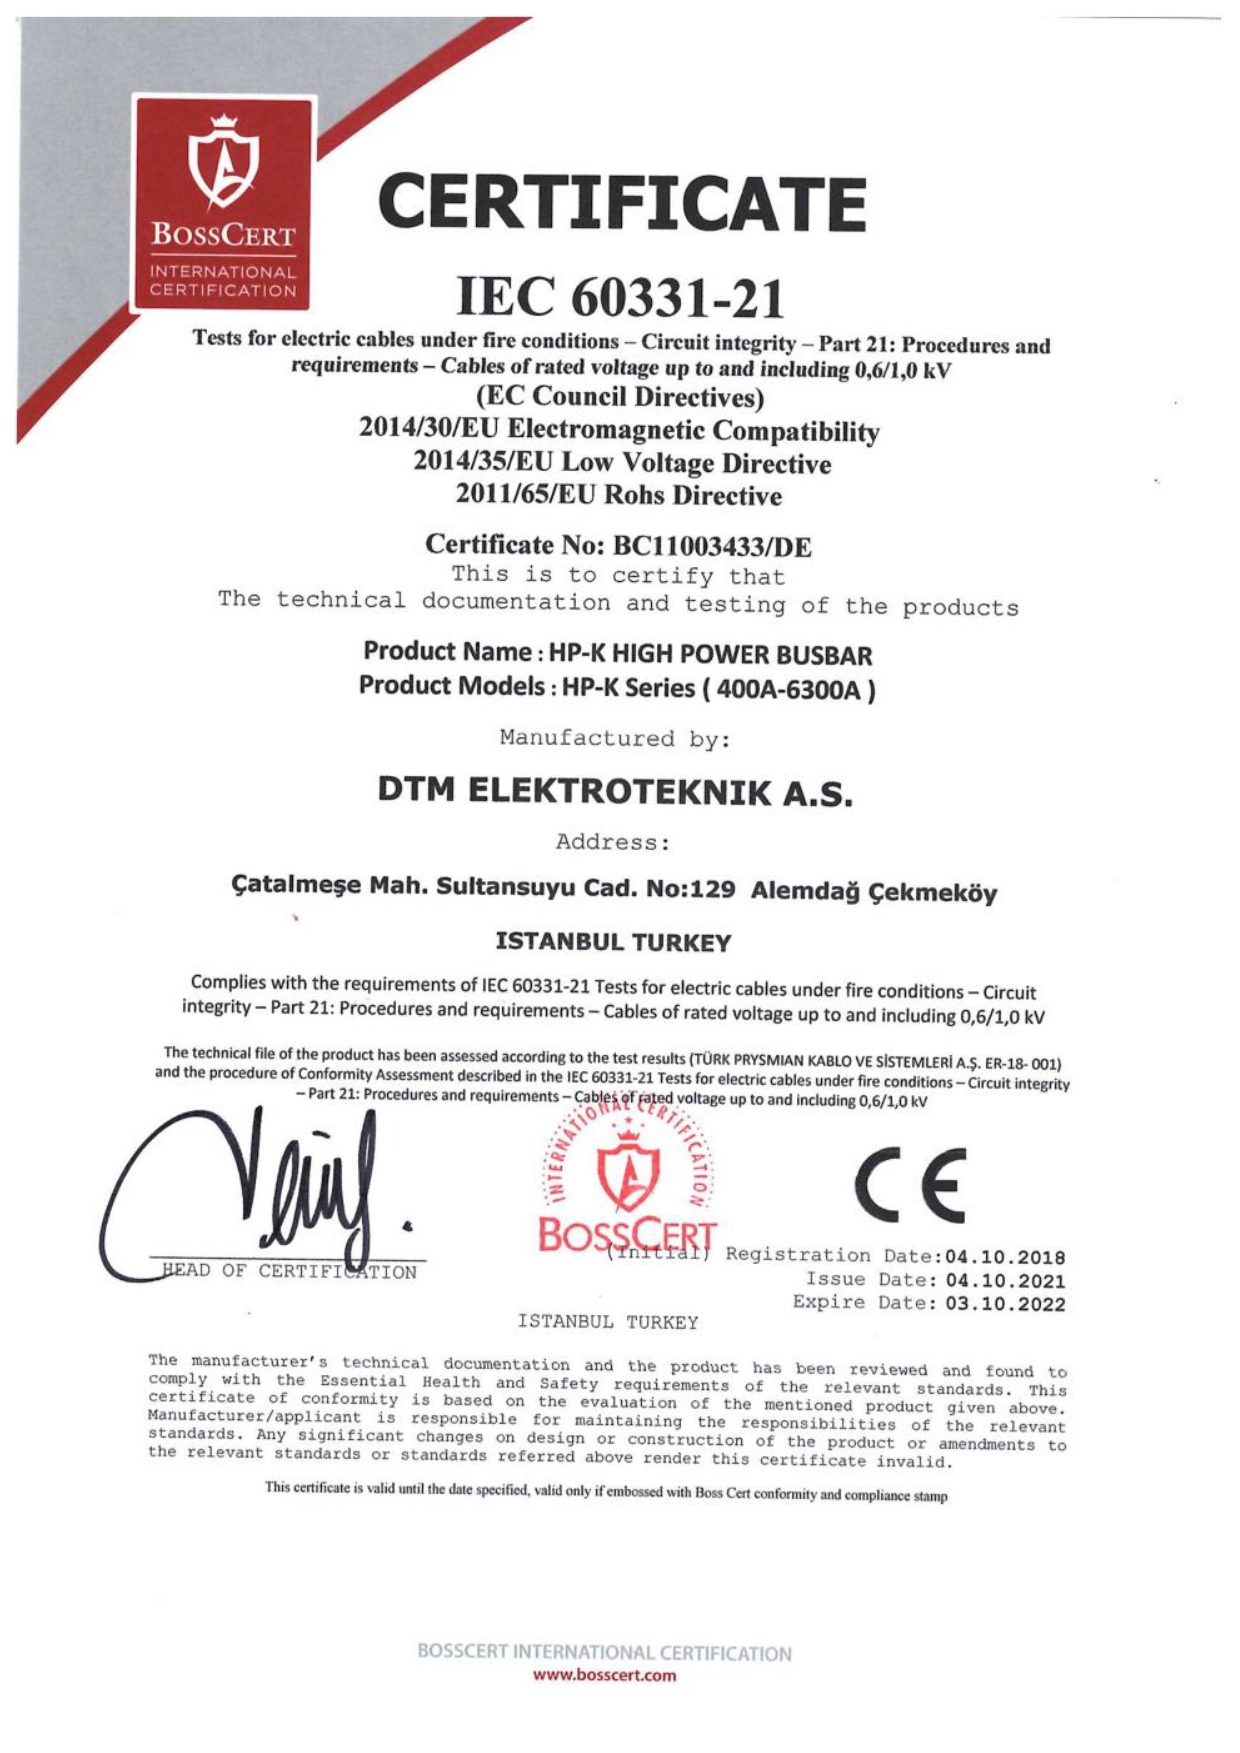 BOSSCERT
INTERNATIONAL
CERTIFICATION
CERTIFICATE
IEC 60331-21
Tests for electric cables under fire conditions – Circuit integrity – Part 21: Procedures and
requirements – Cables of rated voltage up to and including 0,6/1,0 kV
(EC Council Directives)
2014/30/EU Electromagnetic Compatibility
2014/35/EU Low Voltage Directive
2011/65/EU Rohs Directive
Certificate No: BC11003433/DE
This is to certify that
The technical documentation and testing of the products
Product Name : HP-K HIGH POWER BUSBAR
Product Models : HP-K Series ( 400A-6300A )
Manufactured by:
DTM ELEKTROTEKNIK A.S.
Address:
Çatalmeşe Mah. Sultansuyu Cad. No:129 Alemdağ Çekmeköy
ISTANBUL TURKEY
Complies with the requirements of IEC 60331-21 Tests for electric cables under fire conditions – Circuit
integrity – Part 21: Procedures and requirements – Cables of rated voltage up to and including 0,6/1,0 kV
The technical file of the product has been assessed according to the test results (TÜRK PRYSMIAN KABLO VE SİSTEMLERİ A.Ş. ER-18- 001)
and the procedure of Conformity Assessment described in the IEC 60331-21 Tests for electric cables under fire conditions – Circuit integrity
– Part 21: Procedures and requirements – Cables of rated voltage up to and including 0,6/1,0 kV
INTERNATIONAL CERTIFICATION
BOSSCERT
CE
HEAD OF CERTIFICATION
(Initial) Registration Date:04.10.2018
Issue Date: 04.10.2021
Expire Date: 03.10.2022
ISTANBUL TURKEY
The manufacturer's technical documentation and the product has been reviewed and found to
comply with the Essential Health and Safety requirements of the relevant standards. This
certificate of conformity is based on the evaluation of the mentioned product given above.
Manufacturer/applicant is responsible for maintaining the responsibilities of the relevant
standards. Any significant changes on design or construction of the product or amendments to
the relevant standards or standards referred above render this certificate invalid.
This certificate is valid until the date specified, valid only if embossed with Boss Cert conformity and compliance stamp
BOSSCERT INTERNATIONAL CERTIFICATION
www.bosscert.com